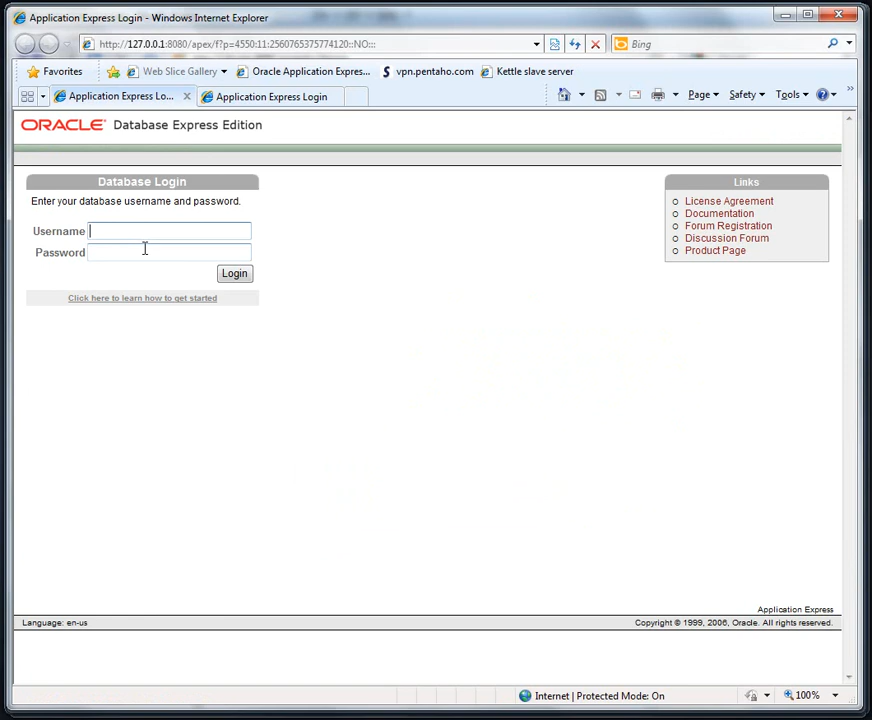 Application Express Login - Windows Internet Explorer
http://127.0.0.1:8080/apex/f?p=4550:11:2560765375774120::NO:::
Bing
Favorites
Web Slice Gallery
Oracle Application Expres...
vpn.pentaho.com
Kettle slave server
Application Express Lo...
Application Express Login
Page
Safety
Tools
ORACLE Database Express Edition
Database Login
Enter your database username and password.
Username
Password
Login
Click here to learn how to get started
Links
License Agreement
Documentation
Forum Registration
Discussion Forum
Product Page
Application Express
Language: en-us
Copyright © 1999, 2006, Oracle. All rights reserved.
Internet | Protected Mode: On
100%